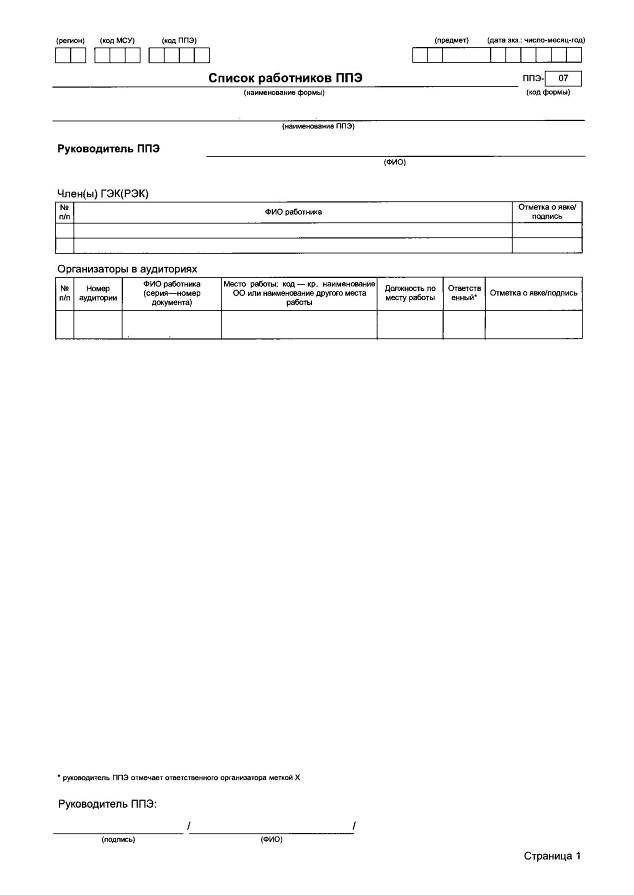 (регион) (код МСУ) (код ППЭ) (предмет) (дата экз.: число-месяц-год)
Список работников ППЭ ППЭ- 07
(наименование формы) (код формы)
(наименование ППЭ)
Руководитель ППЭ
(ФИО)
Член(ы) ГЭК(РЭК)
№ п/п ФИО работника Отметка о явке/ подпись
Организаторы в аудиториях
№ п/п Номер аудитории ФИО работника (серия—номер документа) Место работы: код — кр. наименование ОО или наименование другого места работы Должность по месту работы Ответств енный* Отметка о явке/подпись
* руководитель ППЭ отмечает ответственного организатора меткой X
Руководитель ППЭ:
/ /
(подпись) (ФИО)
Страница 1